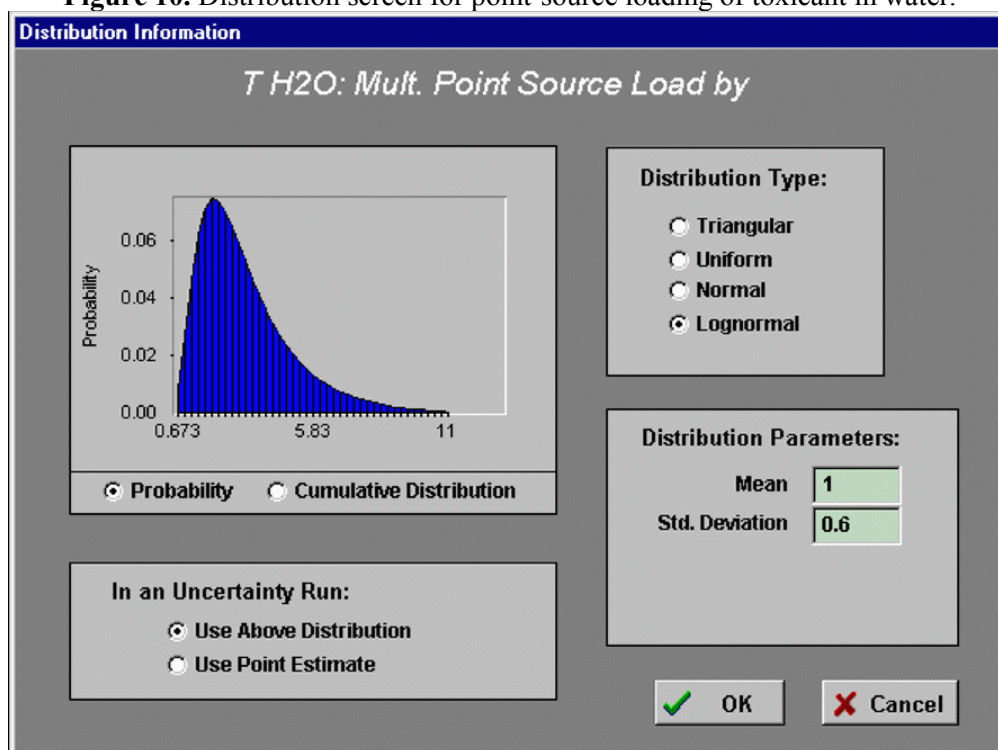 Figure 10. Distribution screen for point-source loading of toxicant in water.
Distribution Information
T H2O: Mult. Point Source Load by
Probability
0.06
0.04
0.02
0.00
0.673
5.83
11
Probability
Cumulative Distribution
Distribution Type:
Triangular
Uniform
Normal
Lognormal
Distribution Parameters:
Mean 1
Std. Deviation 0.6
In an Uncertainty Run:
Use Above Distribution
Use Point Estimate
OK
Cancel